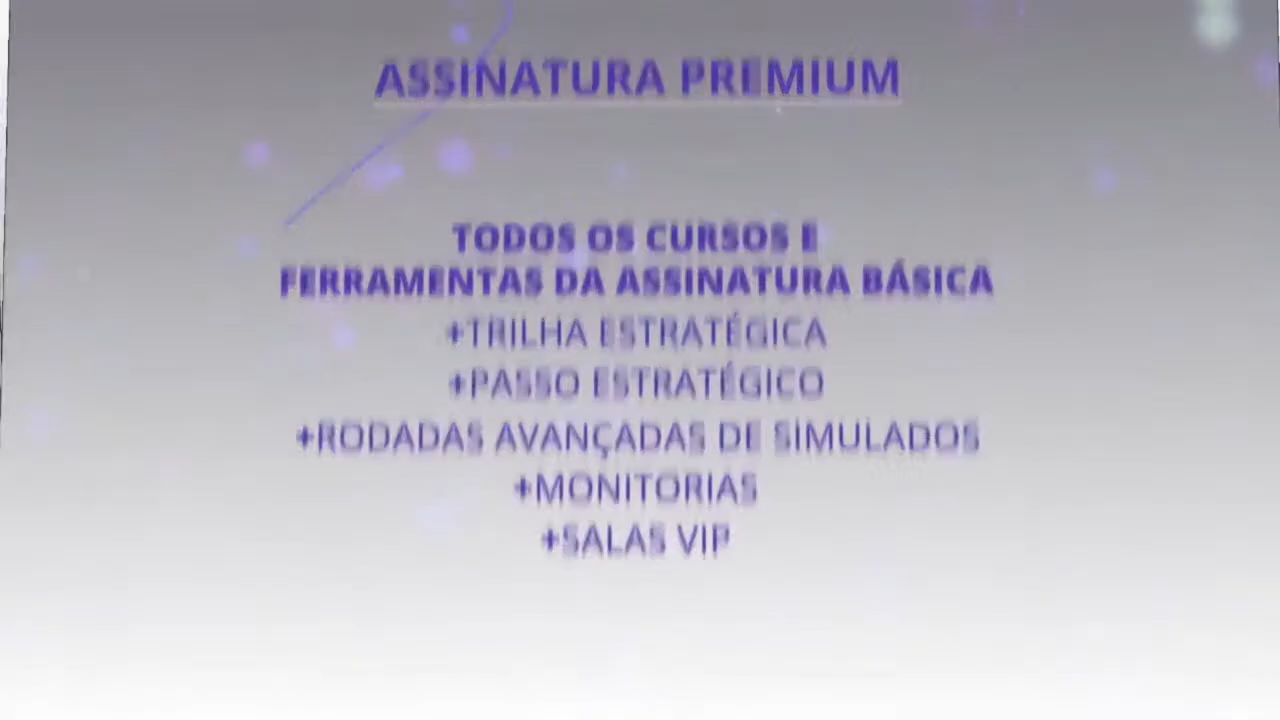 ASSINATURA PREMIUM
TODOS OS CURSOS E
FERRAMENTAS DA ASSINATURA BÁSICA
+TRILHA ESTRATÉGICA
+PASSO ESTRATÉGICO
+RODADAS AVANÇADAS DE SIMULADOS
+MONITORIAS
+SALAS VIP